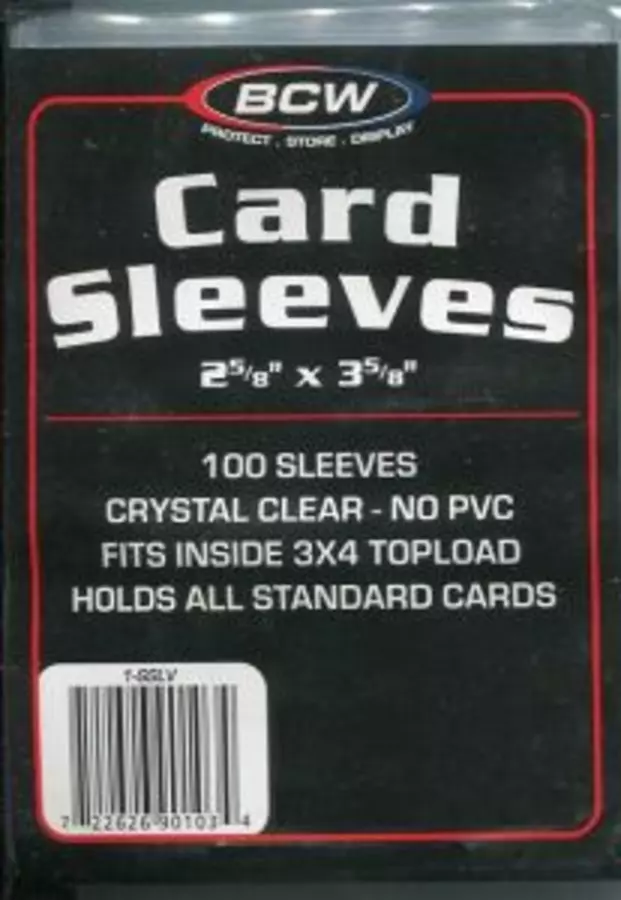 BCW
PROTECT . STORE . DISPLAY
Card
Sleeves
2 5/8" x 3 5/8"
100 SLEEVES
CRYSTAL CLEAR - NO PVC
FITS INSIDE 3X4 TOPLOAD
HOLDS ALL STANDARD CARDS
1-SSLV
7 22626 90103 4